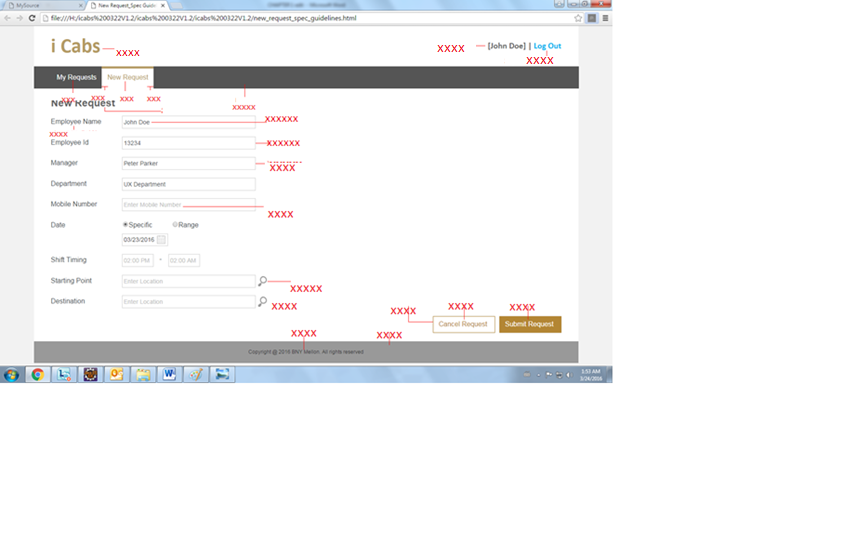 MySource
New Request_Spec Guide
file:///H:/icabs%200322V1.2/icabs%200322V1.2/icabs%200322V1.2/new_request_spec_guidelines.html
i Cabs
xxxx
xxxx
[John Doe] | Log Out
xxxx
My Requests
New Request
xxx
xxx
xxx
xxx
xxxxx
New Request
Employee Name
John Doe
xxxxxx
xxxx
Employee Id
13234
xxxxxx
Manager
Peter Parker
xxxx
Department
UX Department
Mobile Number
Enter Mobile Number
xxxx
Date
Specific
Range
03/23/2016
Shift Timing
02:00 PM
-
02:00 AM
Starting Point
Enter Location
xxxxx
Destination
Enter Location
xxxx
xxxx
xxxx
xxxx
Cancel Request
Submit Request
xxxx
xxxx
Copyright @ 2016 BNY Mellon. All rights reserved.
3:53 AM
5/24/2016